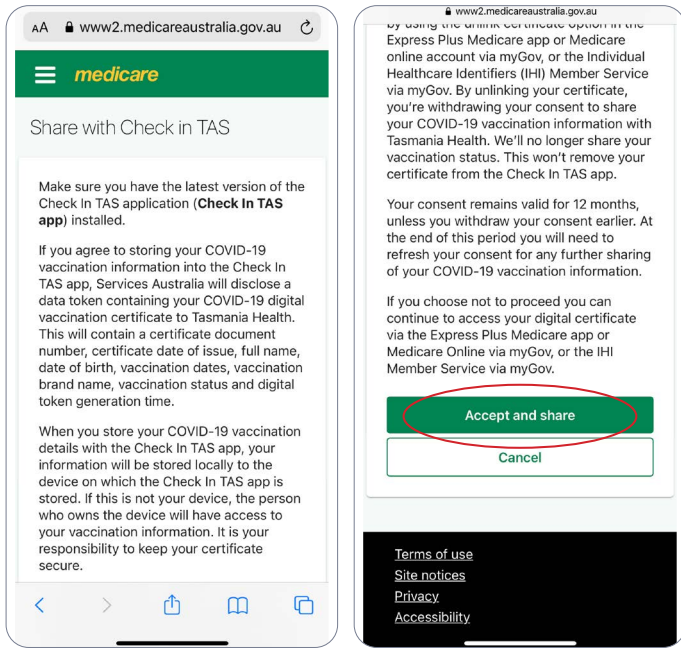 AA www2.medicareaustralia.gov.au
medicare
Share with Check in TAS
Make sure you have the latest version of the
Check In TAS application (Check In TAS
app) installed.
If you agree to storing your COVID-19
vaccination information into the Check In
TAS app, Services Australia will disclose a
data token containing your COVID-19 digital
vaccination certificate to Tasmania Health.
This will contain a certificate document
number, certificate date of issue, full name,
date of birth, vaccination dates, vaccination
brand name, vaccination status and digital
token generation time.
When you store your COVID-19 vaccination
details with the Check In TAS app, your
information will be stored locally to the
device on which the Check In TAS app is
stored. If this is not your device, the person
who owns the device will have access to
your vaccination information. It is your
responsibility to keep your certificate
secure.
www2.medicareaustralia.gov.au
by using the unlink certificate option in the
Express Plus Medicare app or Medicare
online account via myGov, or the Individual
Healthcare Identifiers (IHI) Member Service
via myGov. By unlinking your certificate,
you're withdrawing your consent to share
your COVID-19 vaccination information with
Tasmania Health. We'll no longer share your
vaccination status. This won't remove your
certificate from the Check In TAS app.
Your consent remains valid for 12 months,
unless you withdraw your consent earlier. At
the end of this period you will need to
refresh your consent for any further sharing
of your COVID-19 vaccination information.
If you choose not to proceed you can
continue to access your digital certificate
via the Express Plus Medicare app or
Medicare Online via myGov, or the IHI
Member Service via myGov.
Accept and share
Cancel
Terms of use
Site notices
Privacy
Accessibility